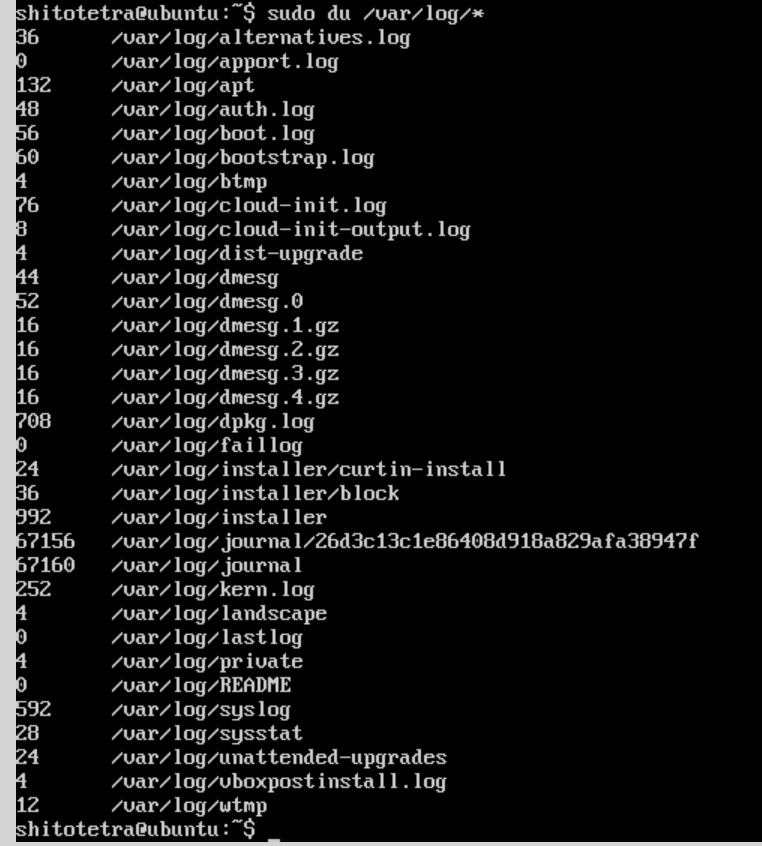 shitotetra@ubuntu:~$ sudo du /var/log/*
36 /var/log/alternatives.log
0 /var/log/apport.log
132 /var/log/apt
48 /var/log/auth.log
56 /var/log/boot.log
60 /var/log/bootstrap.log
4 /var/log/btmp
76 /var/log/cloud-init.log
8 /var/log/cloud-init-output.log
4 /var/log/dist-upgrade
44 /var/log/dmesg
52 /var/log/dmesg.0
16 /var/log/dmesg.1.gz
16 /var/log/dmesg.2.gz
16 /var/log/dmesg.3.gz
16 /var/log/dmesg.4.gz
708 /var/log/dpkg.log
0 /var/log/faillog
24 /var/log/installer/curtin-install
36 /var/log/installer/block
992 /var/log/installer
67156 /var/log/journal/26d3c13c1e86408d918a829afa38947f
67160 /var/log/journal
252 /var/log/kern.log
4 /var/log/landscape
0 /var/log/lastlog
4 /var/log/private
0 /var/log/README
592 /var/log/syslog
28 /var/log/sysstat
24 /var/log/unattended-upgrades
4 /var/log/vboxpostinstall.log
12 /var/log/wtmp
shitotetra@ubuntu:~$ _